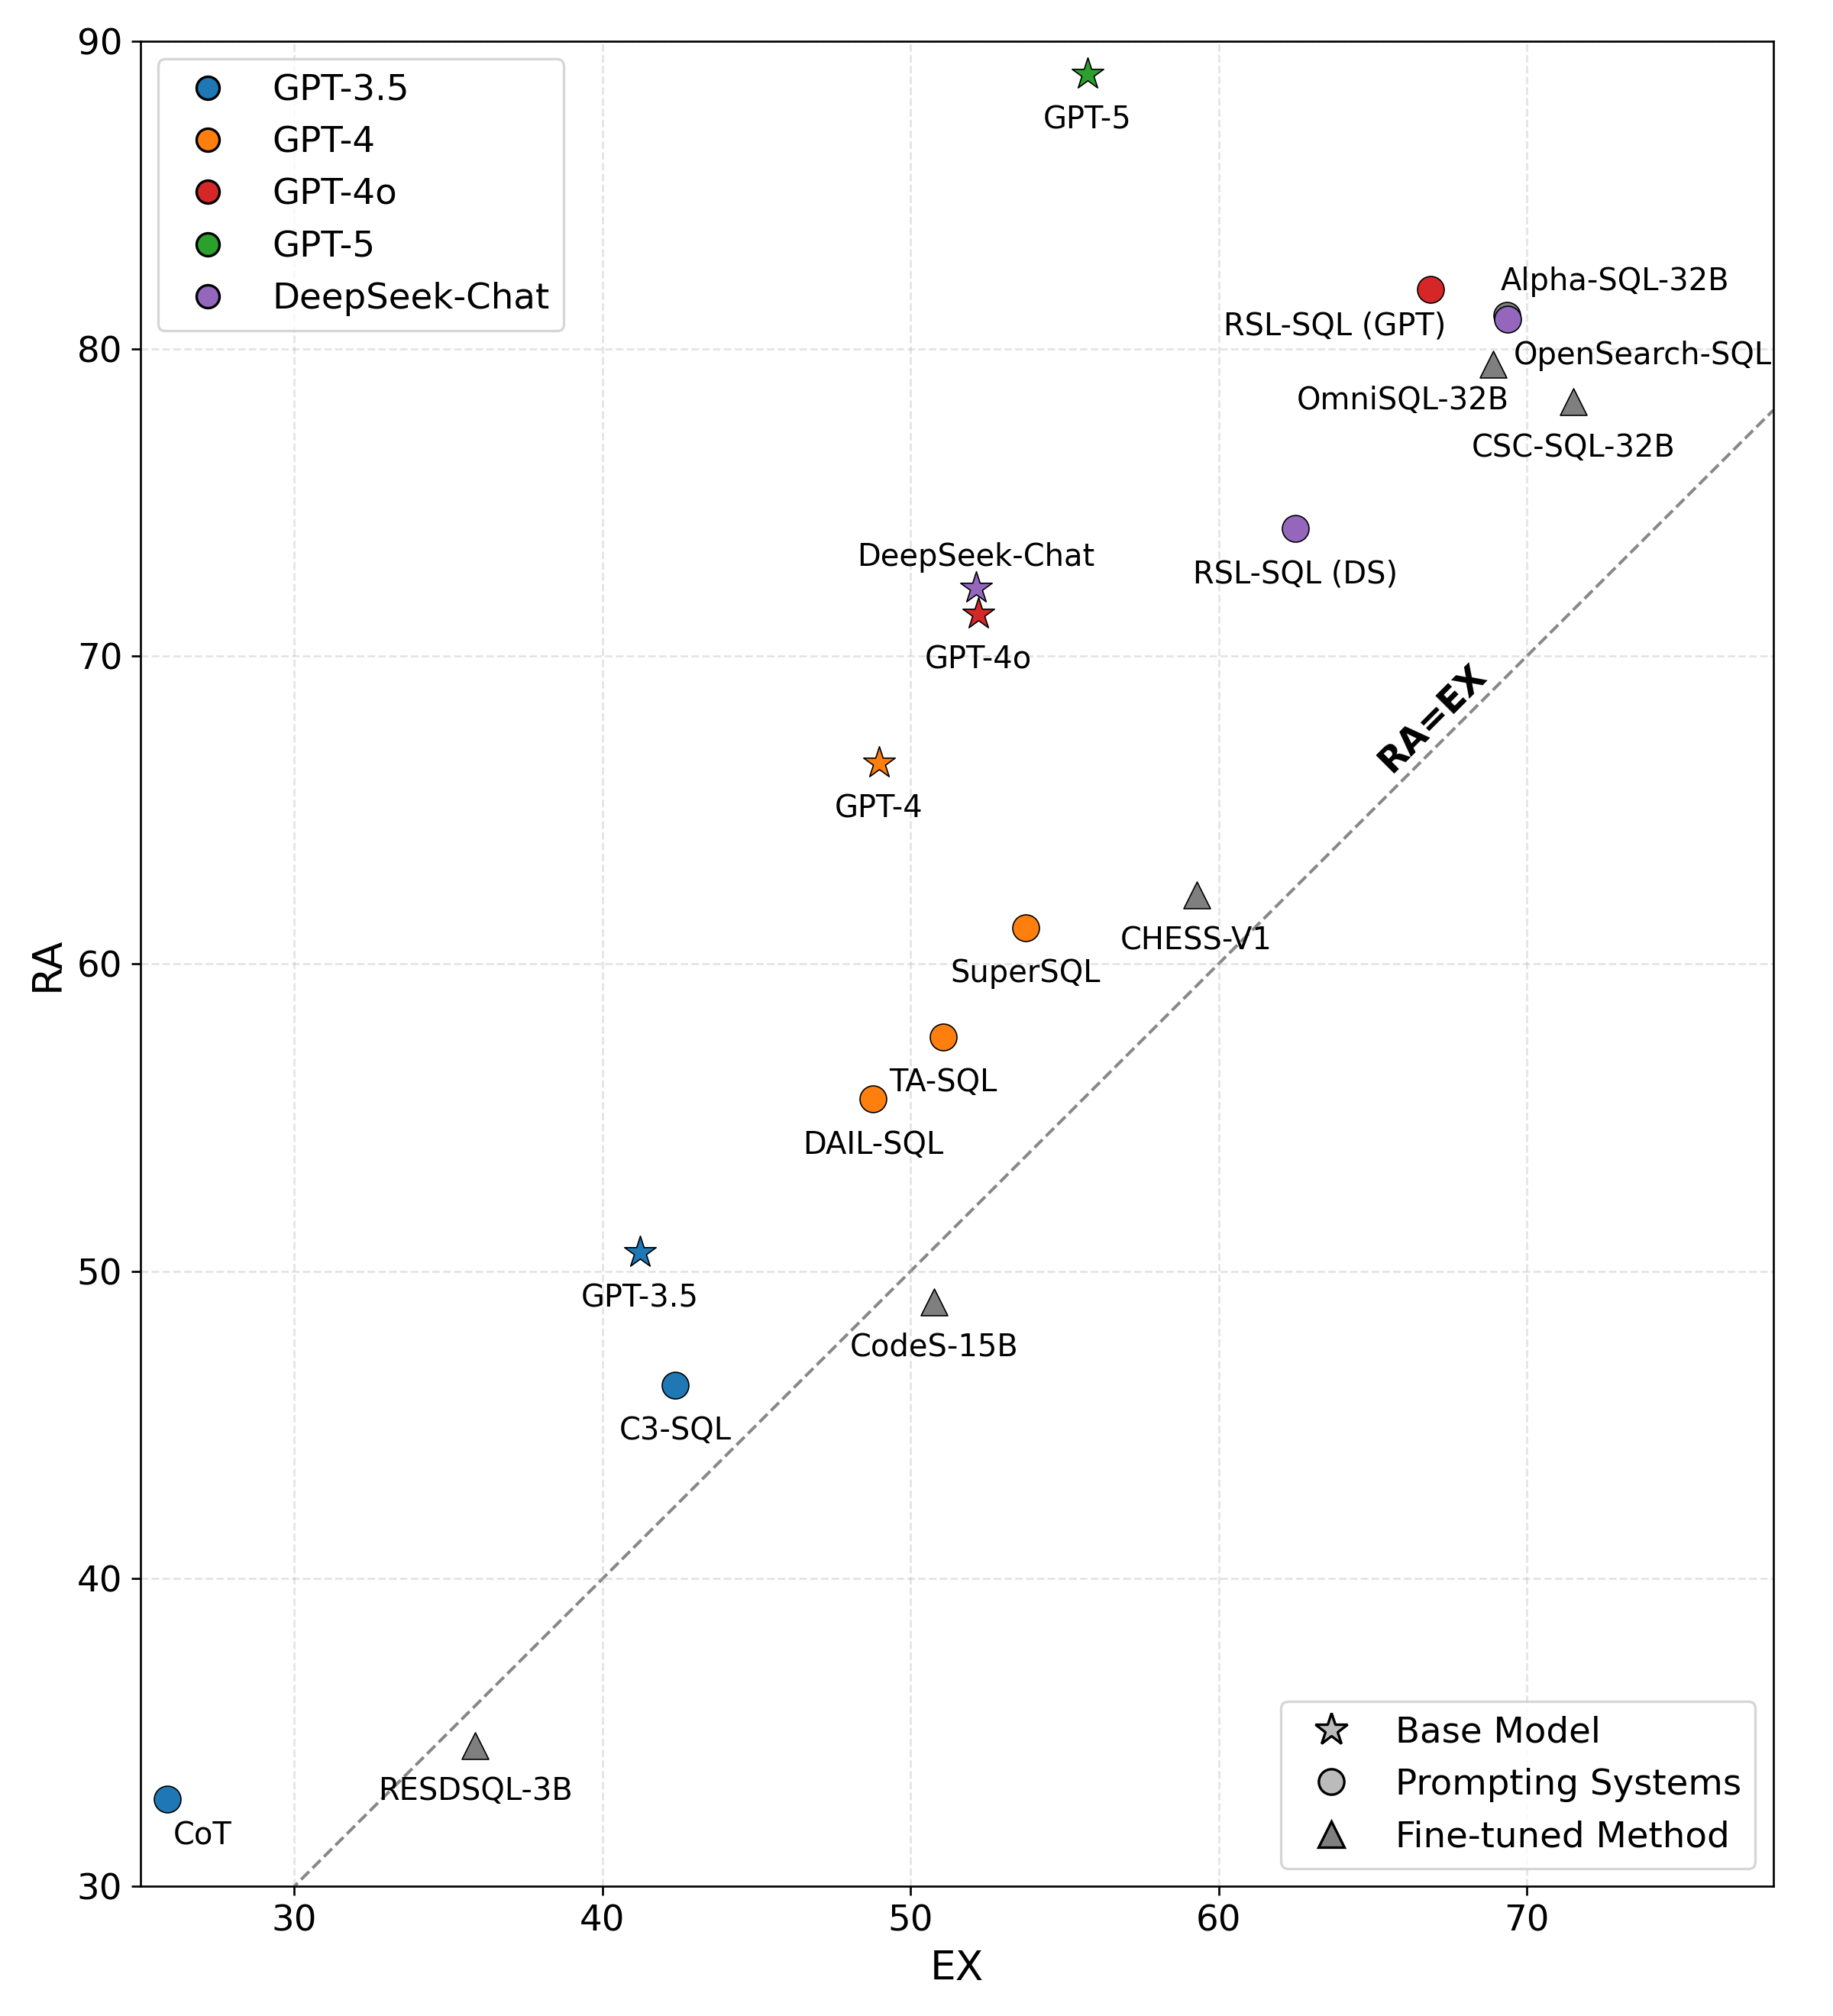 90
80
70
60
50
40
30
RA
GPT-3.5
GPT-4
GPT-4o
GPT-5
DeepSeek-Chat
GPT-5
Alpha-SQL-32B
RSL-SQL (GPT)
OpenSearch-SQL
OmniSQL-32B
CSC-SQL-32B
DeepSeek-Chat
RSL-SQL (DS)
GPT-4o
RA=EX
GPT-4
CHESS-V1
SuperSQL
TA-SQL
DAIL-SQL
GPT-3.5
CodeS-15B
C3-SQL
RESDSQL-3B
CoT
Base Model
Prompting Systems
Fine-tuned Method
30
40
50
60
70
EX